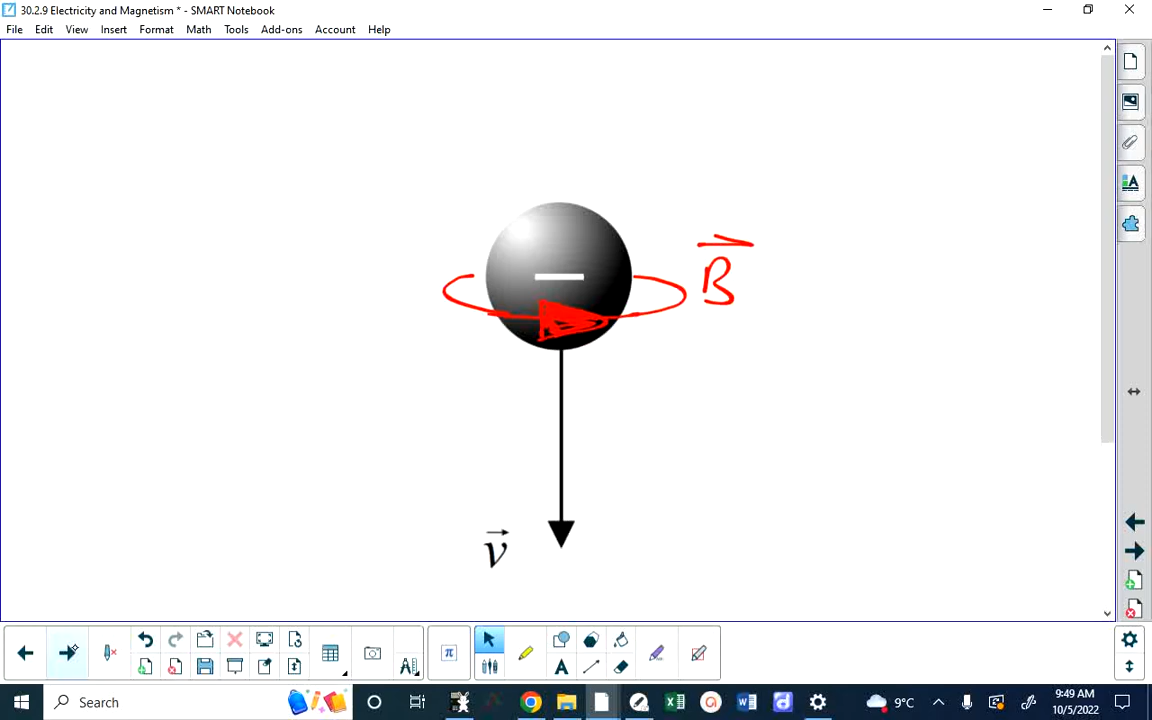 30.2.9 Electricity and Magnetism * - SMART Notebook
File Edit View Insert Format Math Tools Add-ons Account Help
B
v
π
A
Search
9°C
9:49 AM
10/5/2022